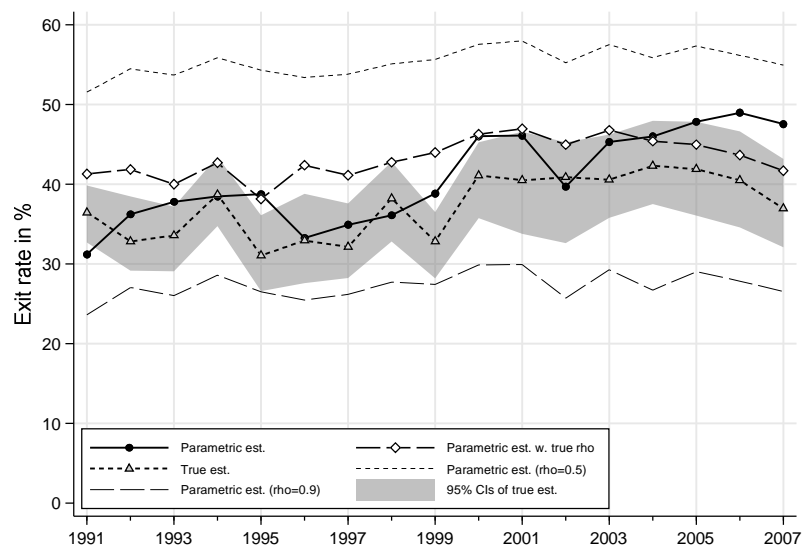 60
50
40
30
20
10
0
Exit rate in %
Parametric est.
Parametric est. w. true rho
True est.
Parametric est. (rho=0.5)
Parametric est. (rho=0.9)
95% CIs of true est.
1991 1993 1995 1997 1999 2001 2003 2005 2007